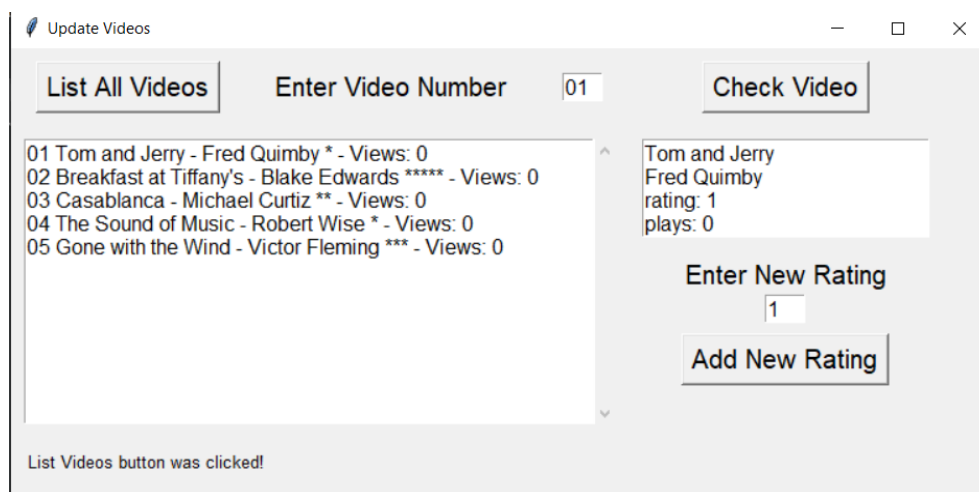 Update Videos
List All Videos Enter Video Number 01 Check Video
01 Tom and Jerry - Fred Quimby * - Views: 0
02 Breakfast at Tiffany's - Blake Edwards ***** - Views: 0
03 Casablanca - Michael Curtiz ** - Views: 0
04 The Sound of Music - Robert Wise * - Views: 0
05 Gone with the Wind - Victor Fleming *** - Views: 0
Tom and Jerry
Fred Quimby
rating: 1
plays: 0
Enter New Rating
1
Add New Rating
List Videos button was clicked!